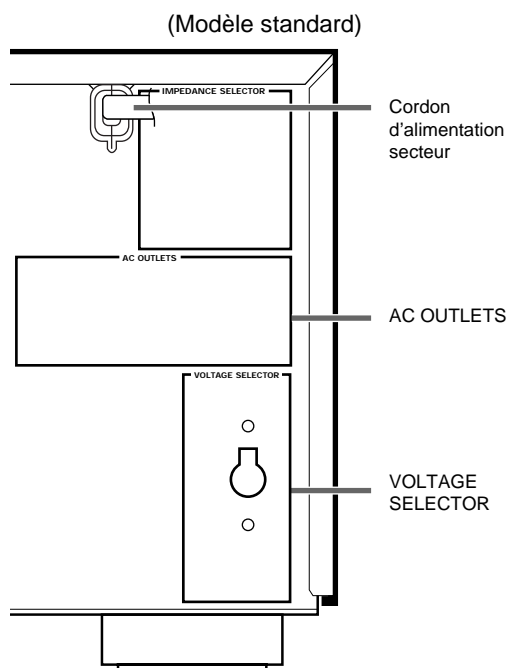 (Modèle standard)
IMPEDANCE SELECTOR
Cordon
d’alimentation
secteur
AC OUTLETS
AC OUTLETS
VOLTAGE SELECTOR
VOLTAGE
SELECTOR